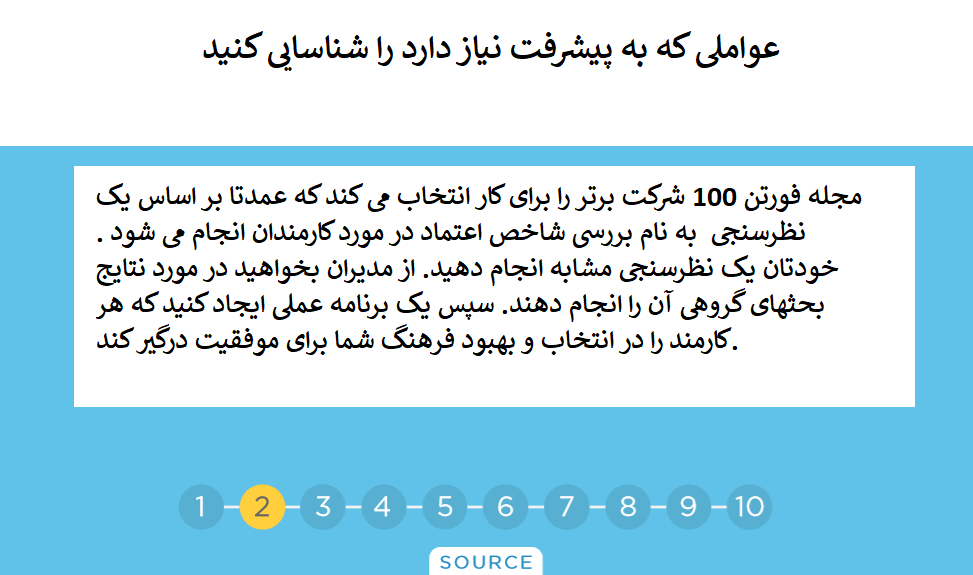 عواملی که به پیشرفت نیاز دارد را شناسایی کنید
مجله فورتن 100 شرکت برتر را برای کار انتخاب می کند که عمدتا بر اساس یک
نظرسنجی به نام بررسی شاخص اعتماد در مورد کارمندان انجام می شود .
خودتان یک نظرسنجی مشابه انجام دهید. از مدیران بخواهید در مورد نتایج
بحثهای گروهی آن را انجام دهند. سپس یک برنامه عملی ایجاد کنید که هر
کارمند را در انتخاب و بهبود فرهنگ شما برای موفقیت درگیر کند.
1 2 3 4 5 6 7 8 9 10
SOURCE